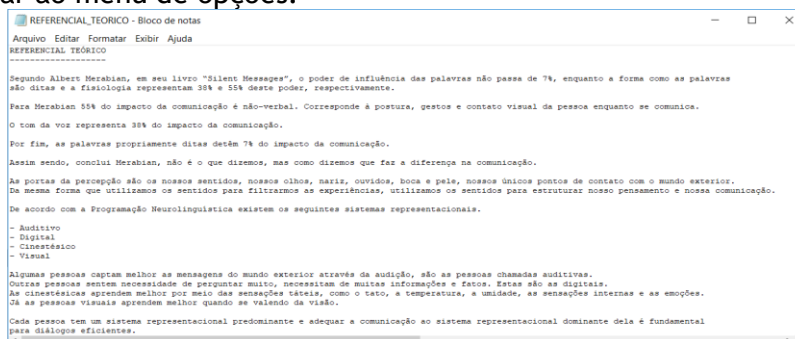 ar ao menu de opções.
REFERENCIAL_TEORICO - Bloco de notas
Arquivo Editar Formatar Exibir Ajuda
REFERENCIAL TEÓRICO
-------------------
Segundo Albert Merabian, em seu livro "Silent Messages", o poder de influência das palavras não passa de 7%, enquanto a forma como as palavras
são ditas e a fisiologia representam 38% e 55% deste poder, respectivamente.
Para Merabian 55% do impacto da comunicação é não-verbal. Corresponde à postura, gestos e contato visual da pessoa enquanto se comunica.
O tom da voz representa 38% do impacto da comunicação.
Por fim, as palavras propriamente ditas detêm 7% do impacto da comunicação.
Assim sendo, conclui Merabian, não é o que dizemos, mas como dizemos que faz a diferença na comunicação.
As portas da percepção são os nossos sentidos, nossos olhos, nariz, ouvidos, boca e pele, nossos únicos pontos de contato com o mundo exterior.
Da mesma forma que utilizamos os sentidos para filtrarmos as experiências, utilizamos os sentidos para estruturar nosso pensamento e nossa comunicação.
De acordo com a Programação Neurolinguística existem os seguintes sistemas representacionais.
- Auditivo
- Digital
- Cinestésico
- Visual
Algumas pessoas captam melhor as mensagens do mundo exterior através da audição, são as pessoas chamadas auditivas.
Outras pessoas sentem necessidade de perguntar muito, necessitam de muitas informações e fatos. Estas são as digitais.
As cinestésicas aprendem melhor por meio das sensações táteis, como o tato, a temperatura, a umidade, as sensações internas e as emoções.
Já as pessoas visuais aprendem melhor quando se valendo da visão.
Cada pessoa tem um sistema representacional predominante e adequar a comunicação ao sistema representacional dominante dela é fundamental
para diálogos eficientes.